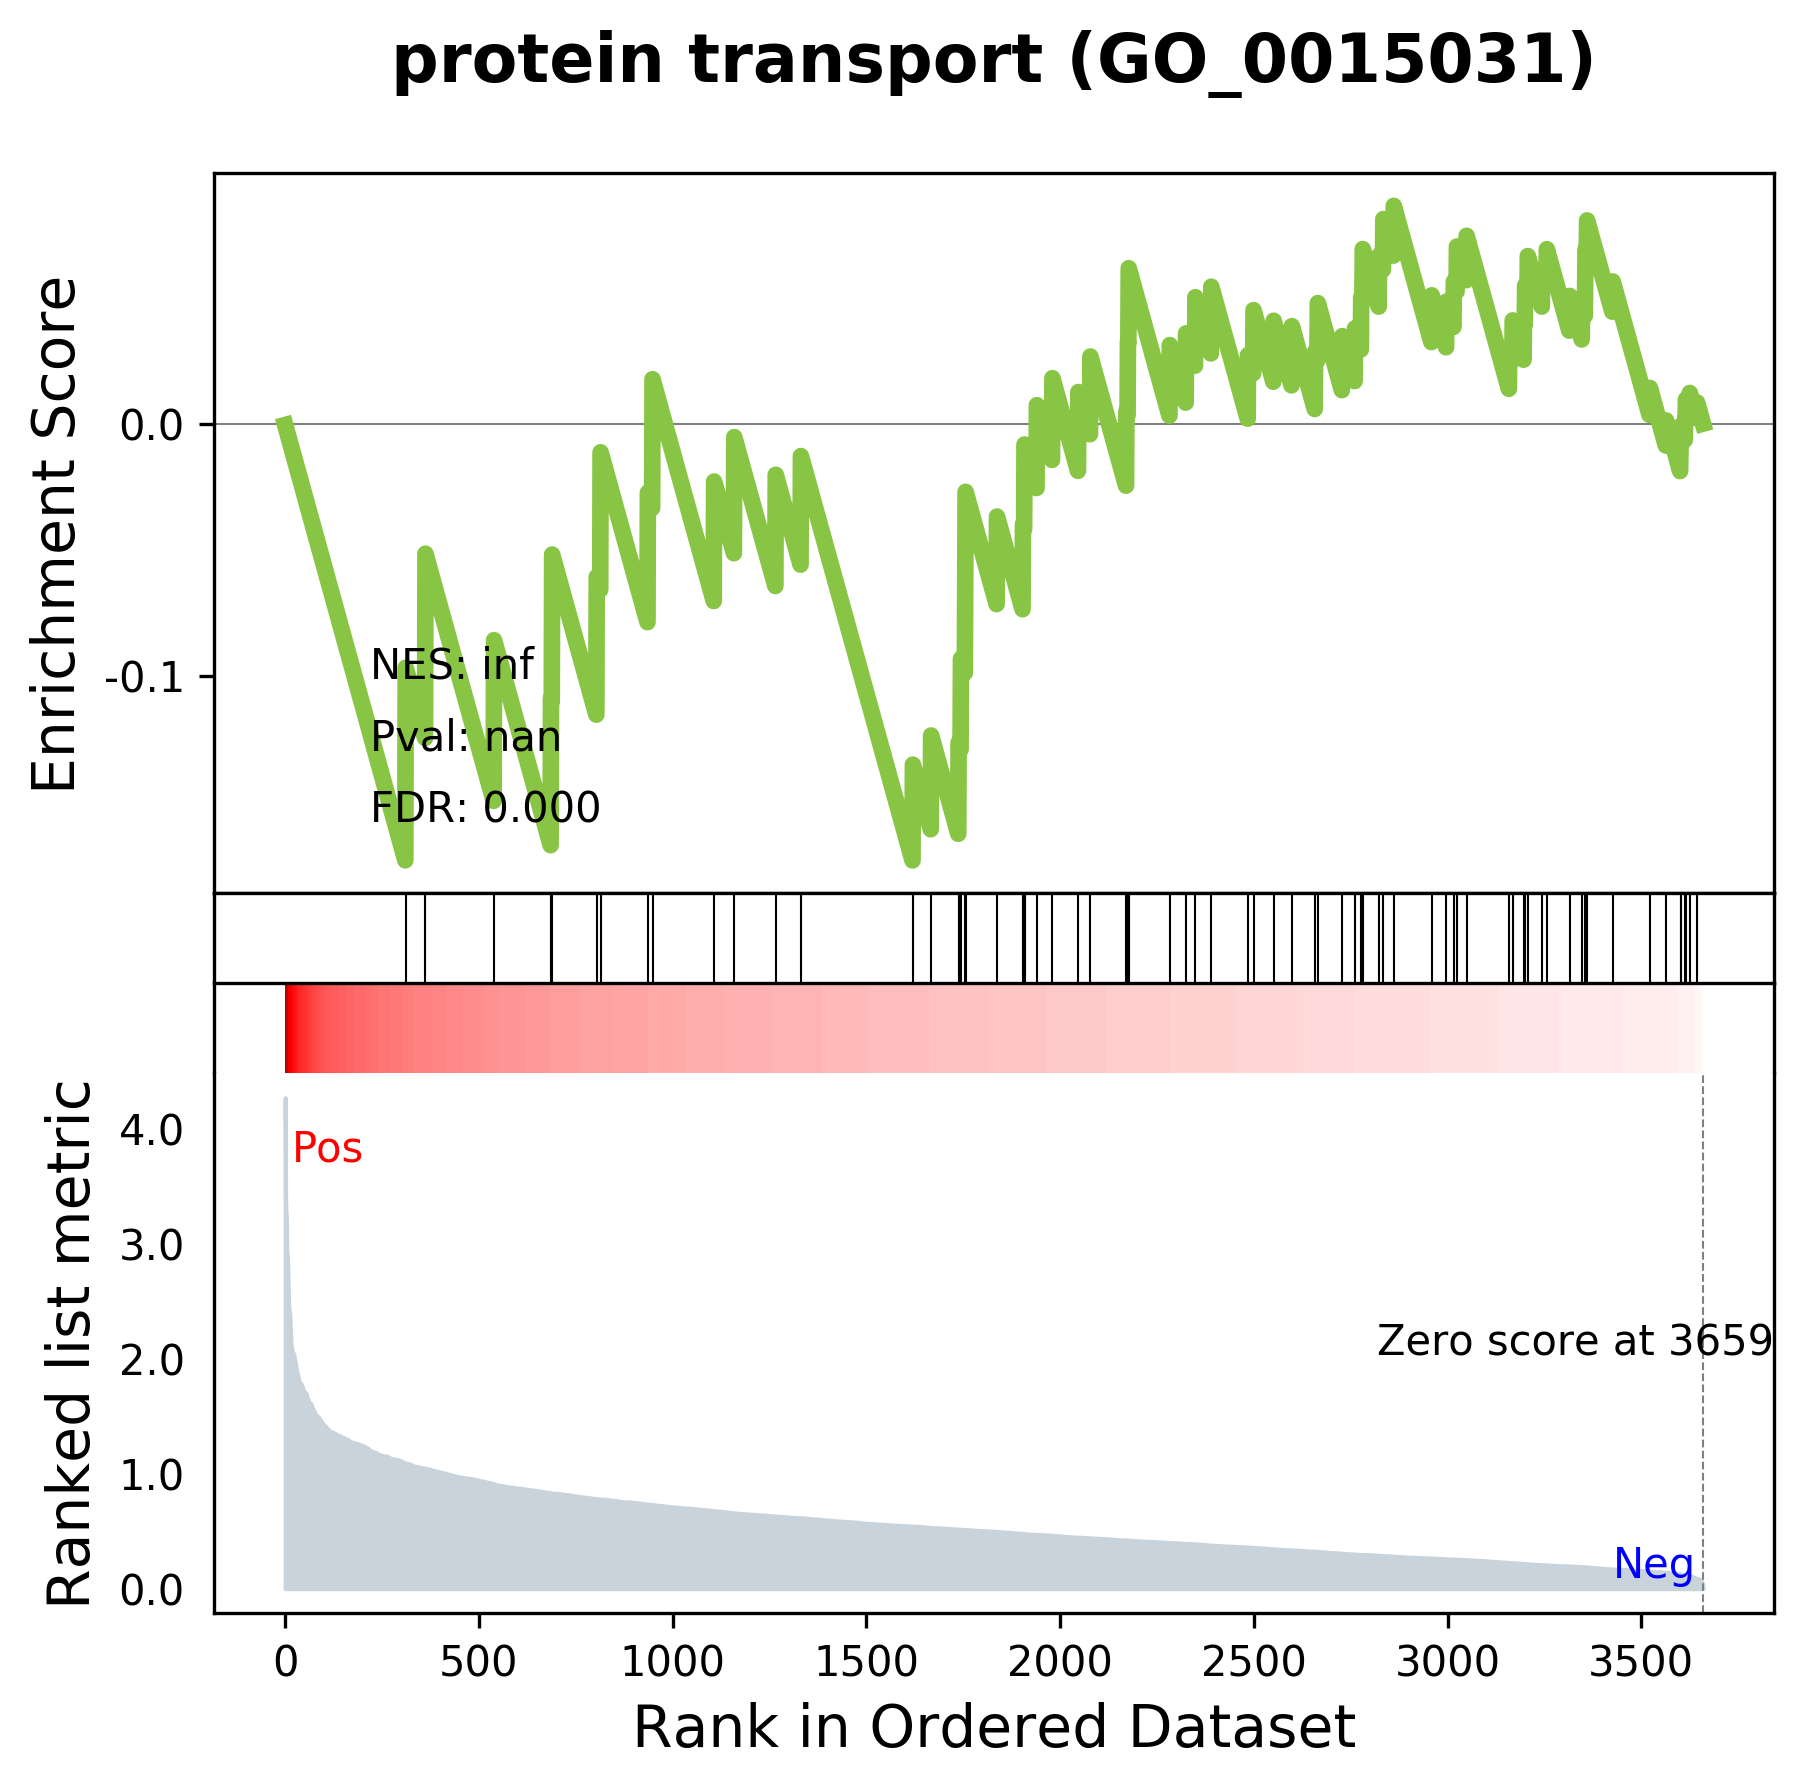 protein transport (GO_0015031)
Enrichment Score
0.0
-0.1
NES: inf
Pval: nan
FDR: 0.000
Ranked list metric
4.0
3.0
2.0
1.0
0.0
Pos
Zero score at 3659
Neg
0 500 1000 1500 2000 2500 3000 3500
Rank in Ordered Dataset